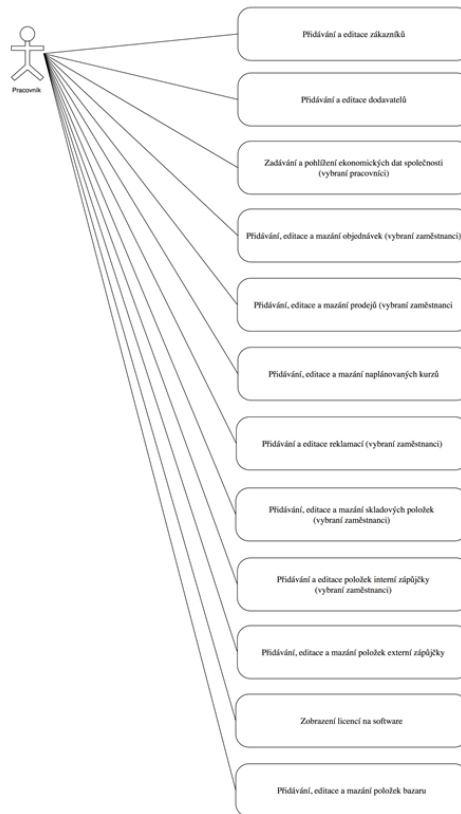 Pracovník
Přidávání a editace zákazníků
Přidávání a editace dodavatelů
Zadávání a pohlížení ekonomických dat společnosti
(vybraní pracovníci)
Přidávání, editace a mazání objednávek (vybraní zaměstnanci)
Přidávání, editace a mazání prodejů (vybraní zaměstnanci
Přidávání, editace a mazání naplánovaných kurzů
Přidávání a editace reklamací (vybraní zaměstnanci)
Přidávání, editace a mazání skladových položek
(vybraní zaměstnanci)
Přidávání a editace položek interní zápůjčky
(vybraní zaměstnanci)
Přidávání, editace a mazání položek externí zápůjčky
Zobrazení licencí na software
Přidávání, editace a mazání položek bazaru